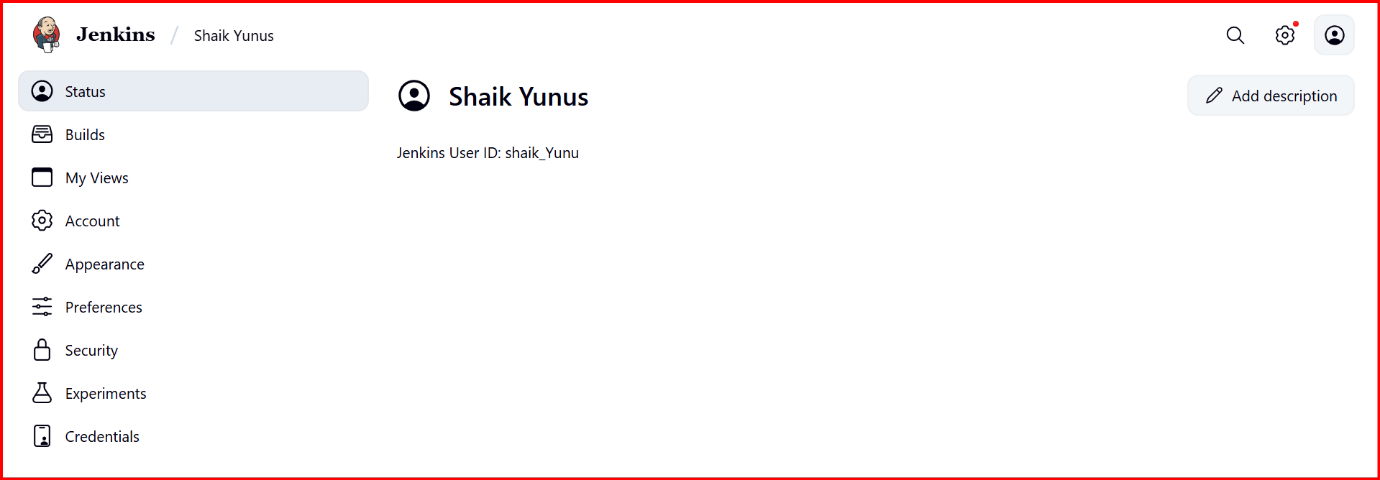 Jenkins / Shaik Yunus
Status
Builds
My Views
Account
Appearance
Preferences
Security
Experiments
Credentials
Shaik Yunus
Add description
Jenkins User ID: shaik_Yunu